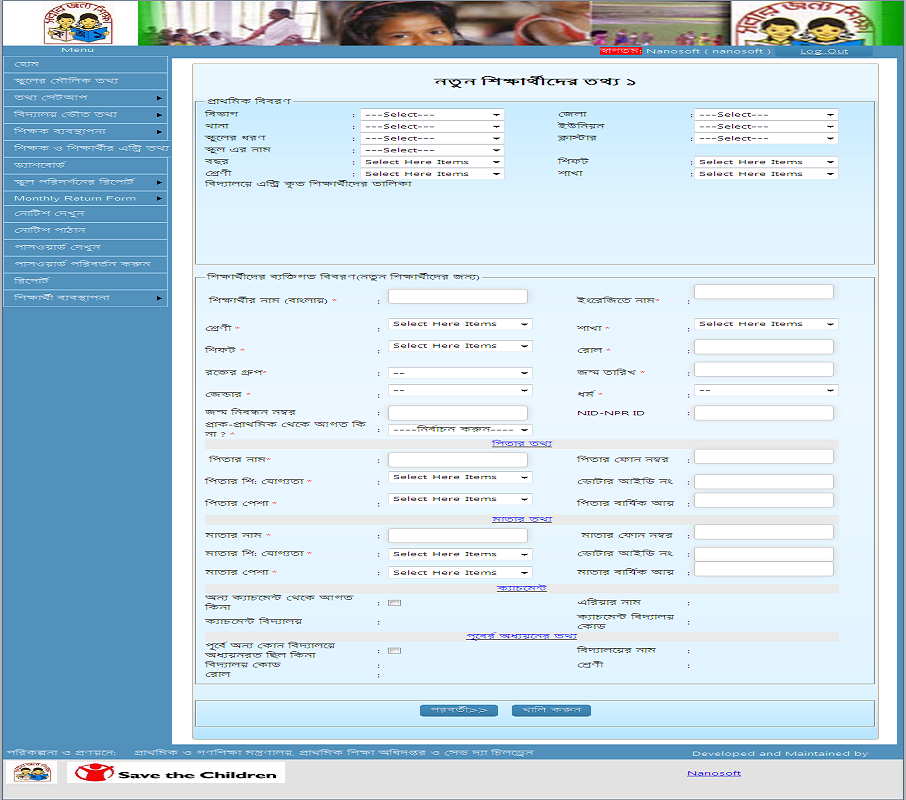 সবার জন্য শিক্ষা
সবার জন্য শিক্ষা
Menu
স্বাগতম: Nanosoft ( nanosoft ) Log Out
হোম
স্কুলের মৌলিক তথ্য
তথ্য সেটআপ
বিদ্যালয় ভৌত তথ্য
শিক্ষক ব্যবস্থাপনা
শিক্ষক ও শিক্ষার্থীর এন্ট্রি তথ্য
ড্যাশবোর্ড
স্কুল পরিদর্শনের রিপোর্ট
Monthly Return Form
নোটিশ দেখুন
নোটিশ পাঠান
পাসওয়ার্ড দেখুন
পাসওয়ার্ড পরিবর্তন করুন
রিপোর্ট
শিক্ষার্থী ব্যবস্থাপনা
নতুন শিক্ষার্থীদের তথ্য ১
প্রাথমিক বিবরণ
বিভাগ : ---Select--- জেলা : ---Select---
থানা : ---Select--- ইউনিয়ন : ---Select---
স্কুলের ধরণ : ---Select--- ক্লাস্টার : ---Select---
স্কুল এর নাম : ---Select---
বছর : Select Here Items শিফট : Select Here Items
শ্রেণী : Select Here Items শাখা : Select Here Items
বিদ্যালয়ে এন্ট্রি কৃত শিক্ষার্থীদের তালিকা
শিক্ষার্থীদের ব্যক্তিগত বিবরণ(নতুন শিক্ষার্থীদের জন্য)
শিক্ষার্থীর নাম (বাংলায়) * : ইংরেজিতে নাম* :
শ্রেণী * : Select Here Items শাখা * : Select Here Items
শিফট * : Select Here Items রোল * :
রক্তের গ্রুপ* : -- জন্ম তারিখ * :
জেন্ডার * : -- ধর্ম * : --
জন্ম নিবন্ধন নম্বর : NID-NPR ID :
প্রাক-প্রাথমিক থেকে আগত কি
না ? * : ----নির্বাচন করুন----
পিতার তথ্য
পিতার নাম* : পিতার ফোন নম্বর :
পিতার শি: যোগ্যতা * : Select Here Items ভোটার আইডি নং :
পিতার পেশা * : Select Here Items পিতার বার্ষিক আয় :
মাতার তথ্য
মাতার নাম * : মাতার ফোন নম্বর :
মাতার শি: যোগ্যতা * : Select Here Items ভোটার আইডি নং :
মাতার পেশা * : Select Here Items মাতার বার্ষিক আয় :
ক্যাচমেন্ট
অন্য ক্যাচমেন্ট থেকে আগত
কিনা : এরিয়ার নাম :
ক্যাচমেন্ট বিদ্যালয় : ক্যাচমেন্ট বিদ্যালয়
কোড :
পূর্বের অধ্যয়নের তথ্য
পূর্বে অন্য কোন বিদ্যালয়ে
অধ্যয়নরত ছিল কিনা : বিদ্যালয়ের নাম :
বিদ্যালয় কোড : শ্রেণী :
রোল :
পরবর্তী>> খালি করুন
পরিকল্পনা ও প্রণয়নে: প্রাথমিক ও গণশিক্ষা মন্ত্রণালয়, প্রাথমিক শিক্ষা অধিদপ্তর ও সেভ দ্যা চিলড্রেন
Developed and Maintained by
Save the Children
Nanosoft